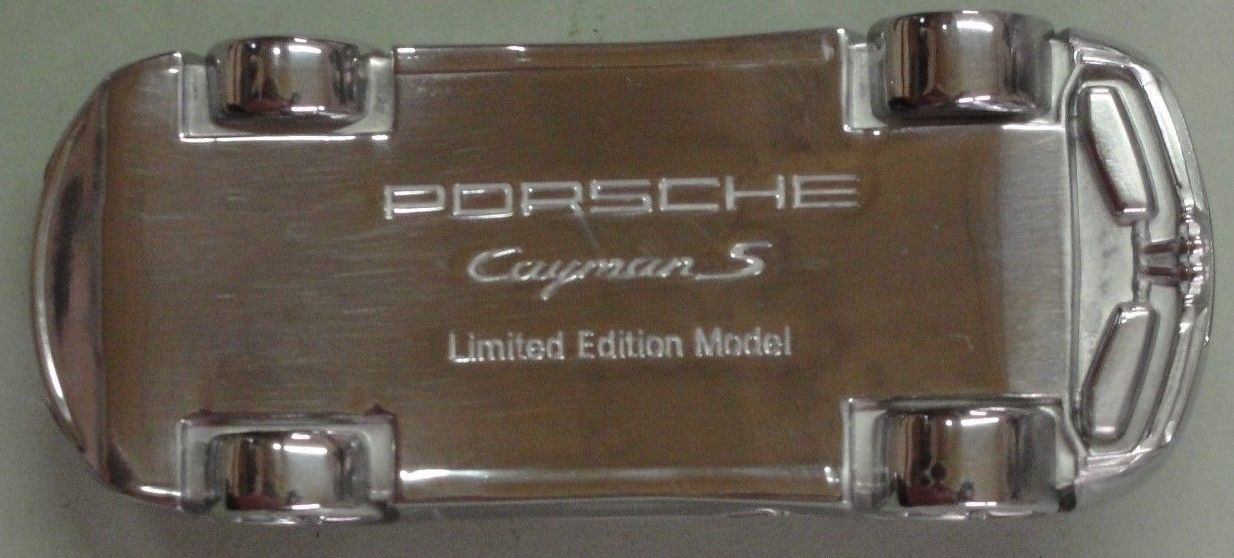 PORSCHE
Cayman S
Limited Edition Model